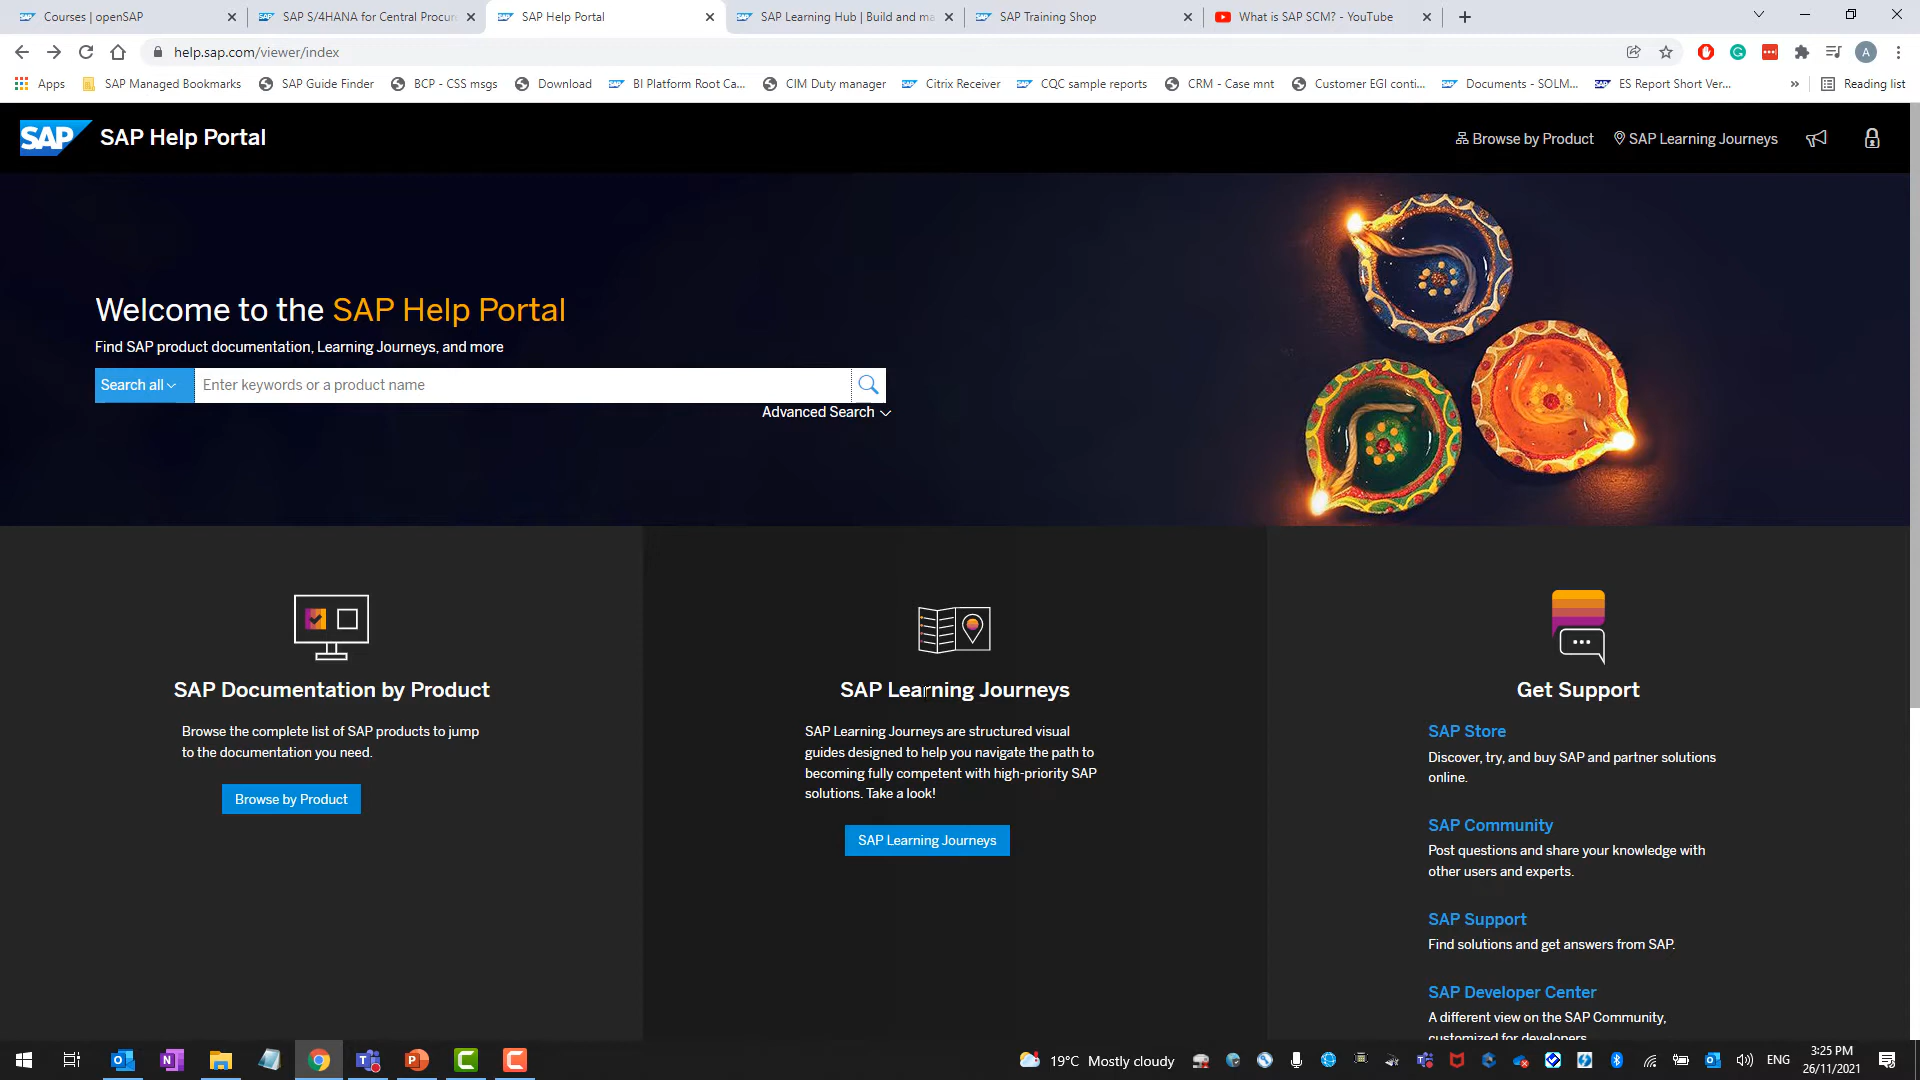 Courses | openSAP
SAP S/4HANA for Central Procur
SAP Help Portal
SAP Learning Hub | Build and ma
SAP Training Shop
What is SAP SCM? - YouTube
help.sap.com/viewer/index
A
Apps
SAP Managed Bookmarks
SAP Guide Finder
BCP - CSS msgs
Download
BI Platform Root Ca...
CIM Duty manager
Citrix Receiver
CQC sample reports
CRM - Case mnt
Customer EGI conti...
Documents - SOLM...
ES Report Short Ver...
»
Reading list
SAP
SAP Help Portal
Browse by Product
SAP Learning Journeys
Welcome to the SAP Help Portal
Find SAP product documentation, Learning Journeys, and more
Search all
Enter keywords or a product name
Advanced Search
SAP Documentation by Product
Browse the complete list of SAP products to jump
to the documentation you need.
Browse by Product
SAP Learning Journeys
SAP Learning Journeys are structured visual
guides designed to help you navigate the path to
becoming fully competent with high-priority SAP
solutions. Take a look!
SAP Learning Journeys
Get Support
SAP Store
Discover, try, and buy SAP and partner solutions
online.
SAP Community
Post questions and share your knowledge with
other users and experts.
SAP Support
Find solutions and get answers from SAP.
SAP Developer Center
A different view on the SAP Community,
customized for developers
19°C Mostly cloudy
ENG
3:25 PM
26/11/2021